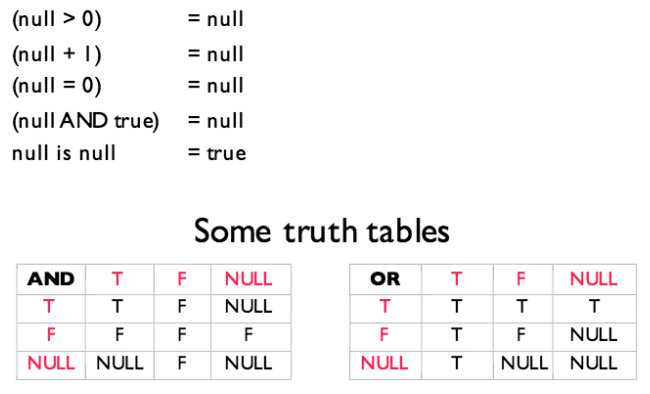 (null > 0) = null
(null + 1) = null
(null = 0) = null
(null AND true) = null
null is null = true
Some truth tables
AND T F NULL
T T F NULL
F F F F
NULL NULL F NULL
OR T F NULL
T T T T
F T F NULL
NULL T NULL NULL